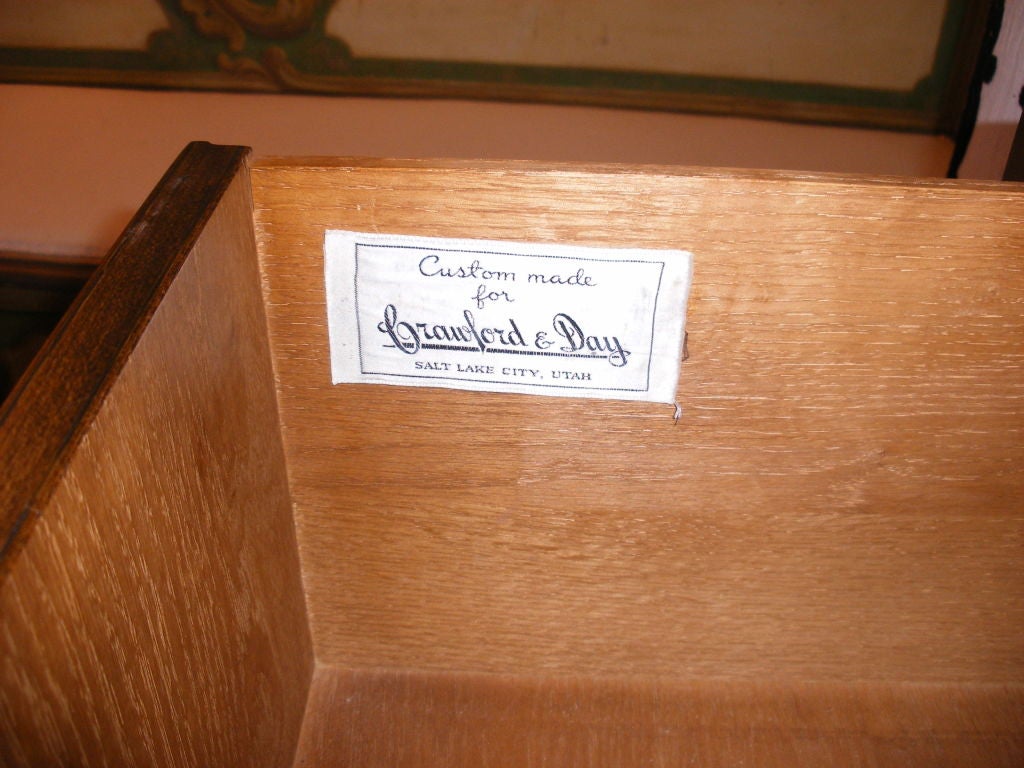 Custom made
for
Crawford & Day
SALT LAKE CITY, UTAH